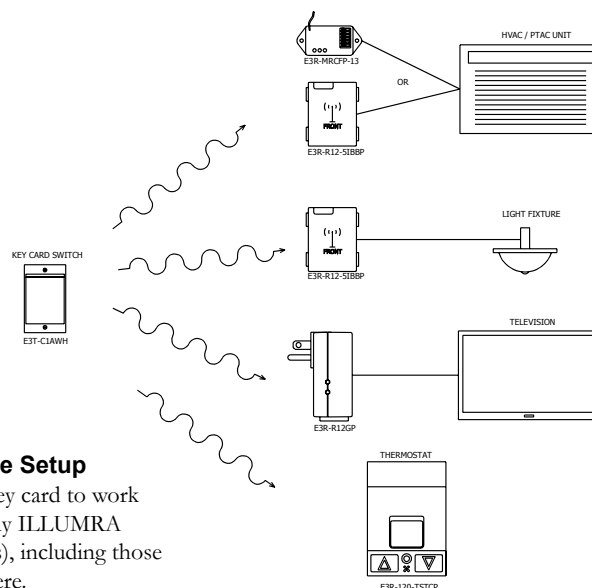 HVAC / PTAC UNIT
E3R-MRCFP-13
OR
FRONT
E3R-R12-5IBBP
LIGHT FIXTURE
FRONT
E3R-R12-5IBBP
KEY CARD SWITCH
E3T-C1AWH
TELEVISION
E3R-R12GP
THERMOSTAT
E3R-120-TSTCP
e Setup
ey card to work
y ILLUMRA
), including those
ere.